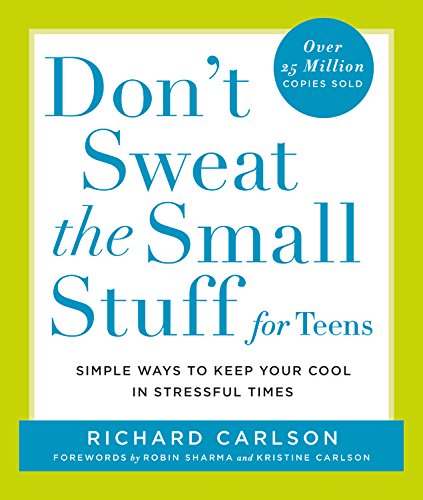 Over
25 Million
COPIES SOLD
Don't
Sweat
the Small
Stuff for Teens
SIMPLE WAYS TO KEEP YOUR COOL
IN STRESSFUL TIMES
RICHARD CARLSON
FOREWORDS by ROBIN SHARMA and KRISTINE CARLSON